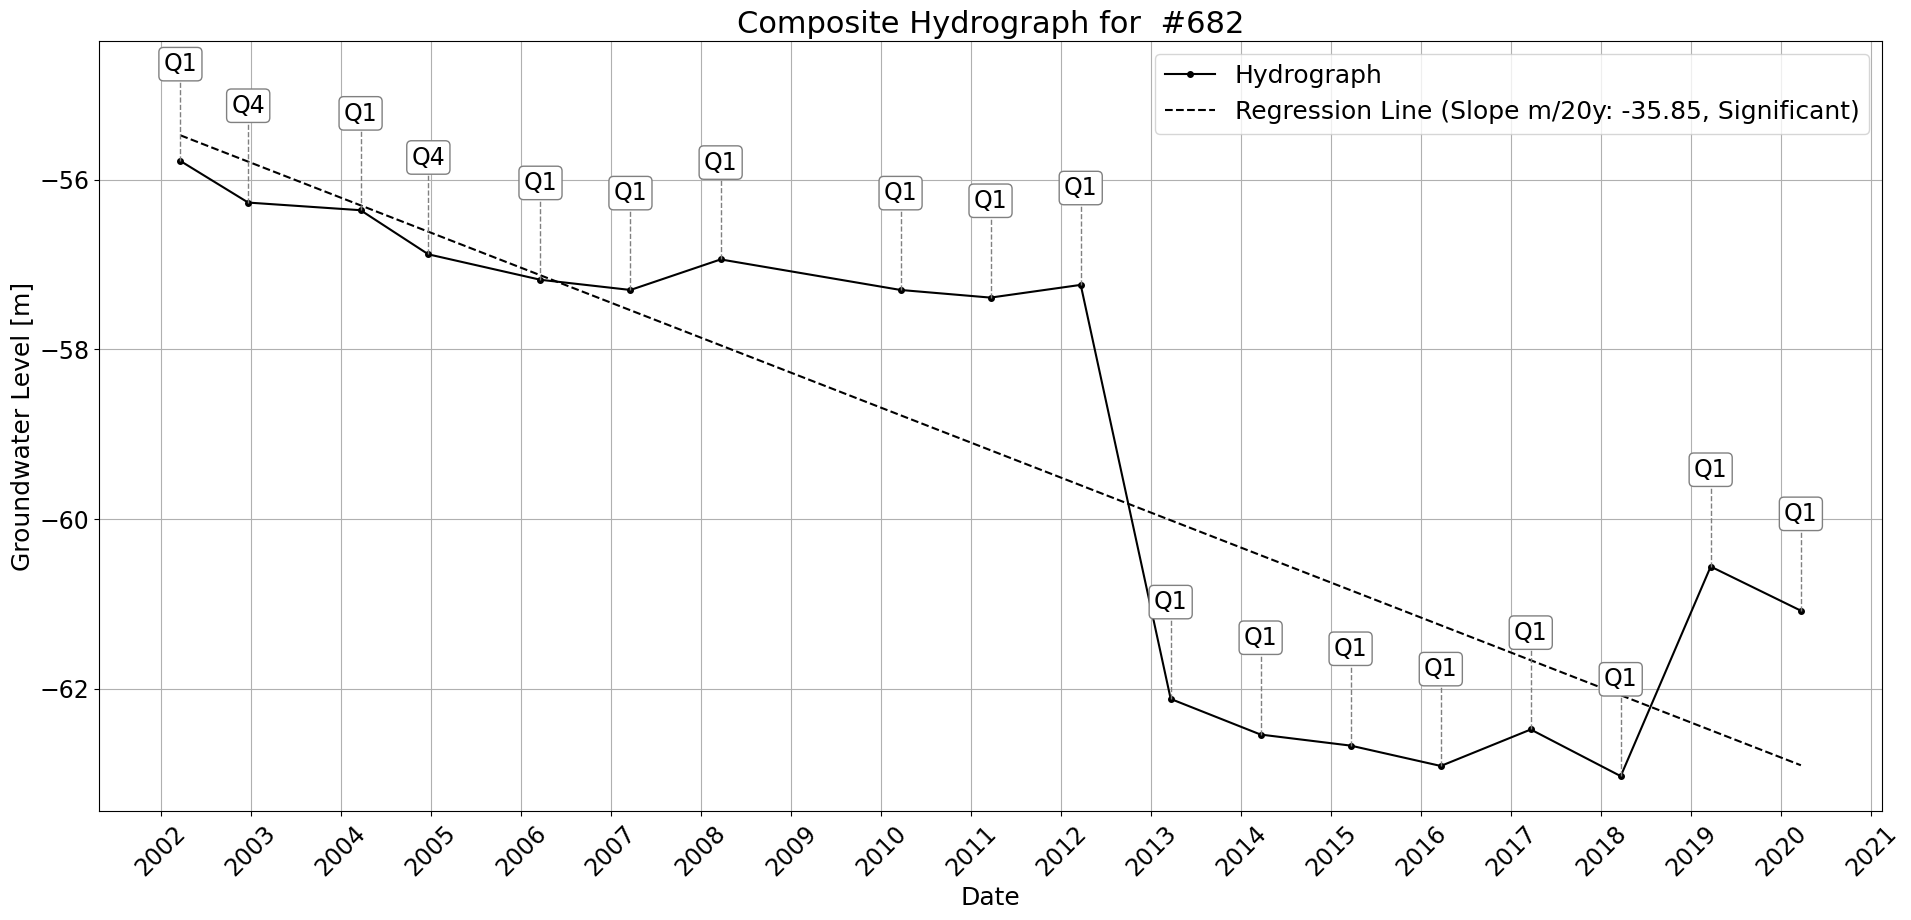 Composite Hydrograph for  #682
Hydrograph
Regression Line (Slope m/20y: -35.85, Significant)
Groundwater Level [m]
−56
−58
−60
−62
Q1
Q4
Q1
Q4
Q1
Q1
Q1
Q1
Q1
Q1
Q1
Q1
Q1
Q1
Q1
Q1
Q1
Q1
2002
2003
2004
2005
2006
2007
2008
2009
2010
2011
2012
2013
2014
2015
2016
2017
2018
2019
2020
2021
Date